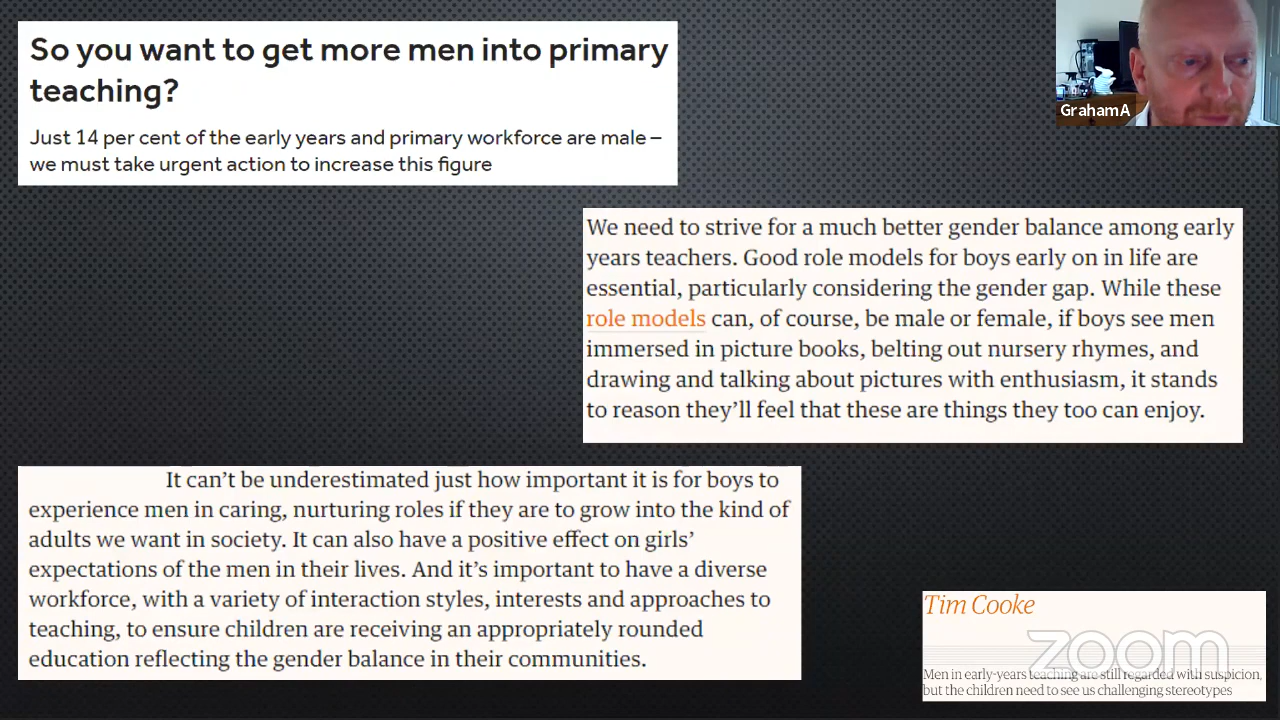 So you want to get more men into primary
teaching?
Just 14 per cent of the early years and primary workforce are male –
we must take urgent action to increase this figure
GrahamA
We need to strive for a much better gender balance among early
years teachers. Good role models for boys early on in life are
essential, particularly considering the gender gap. While these
role models can, of course, be male or female, if boys see men
immersed in picture books, belting out nursery rhymes, and
drawing and talking about pictures with enthusiasm, it stands
to reason they’ll feel that these are things they too can enjoy.
It can’t be underestimated just how important it is for boys to
experience men in caring, nurturing roles if they are to grow into the kind of
adults we want in society. It can also have a positive effect on girls’
expectations of the men in their lives. And it’s important to have a diverse
workforce, with a variety of interaction styles, interests and approaches to
teaching, to ensure children are receiving an appropriately rounded
education reflecting the gender balance in their communities.
Tim Cooke
zoom
Men in early-years teaching are still regarded with suspicion,
but the children need to see us challenging stereotypes